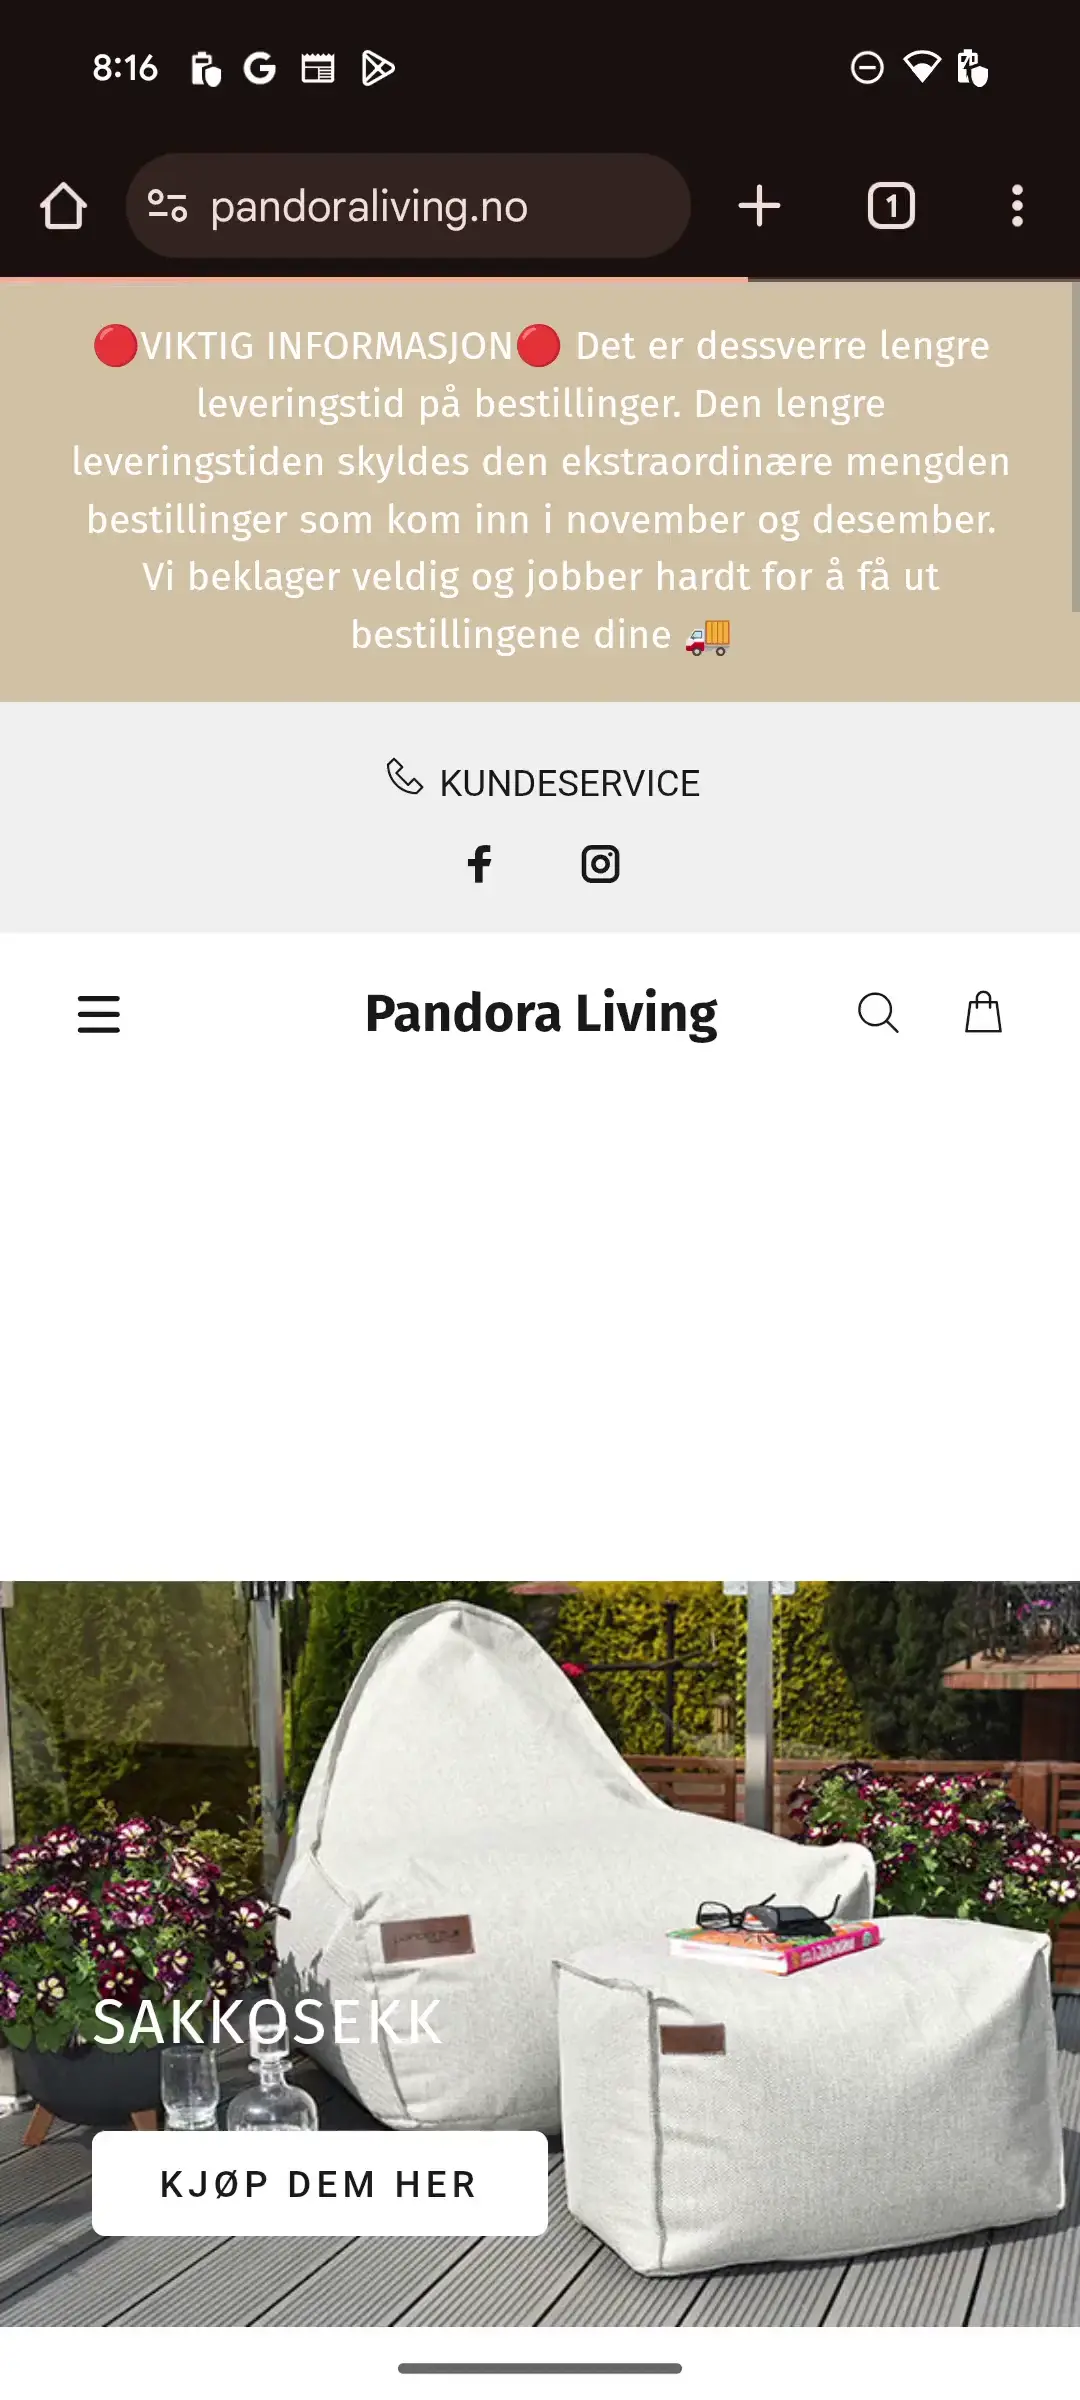 8:16
pandoraliving.no
1
🔴VIKTIG INFORMASJON🔴 Det er dessverre lengre
leveringstid på bestillinger. Den lengre
leveringstiden skyldes den ekstraordinære mengden
bestillinger som kom inn i november og desember.
Vi beklager veldig og jobber hardt for å få ut
bestillingene dine 🚚
KUNDESERVICE
Pandora Living
SAKKOSEKK
KJØP DEM HER